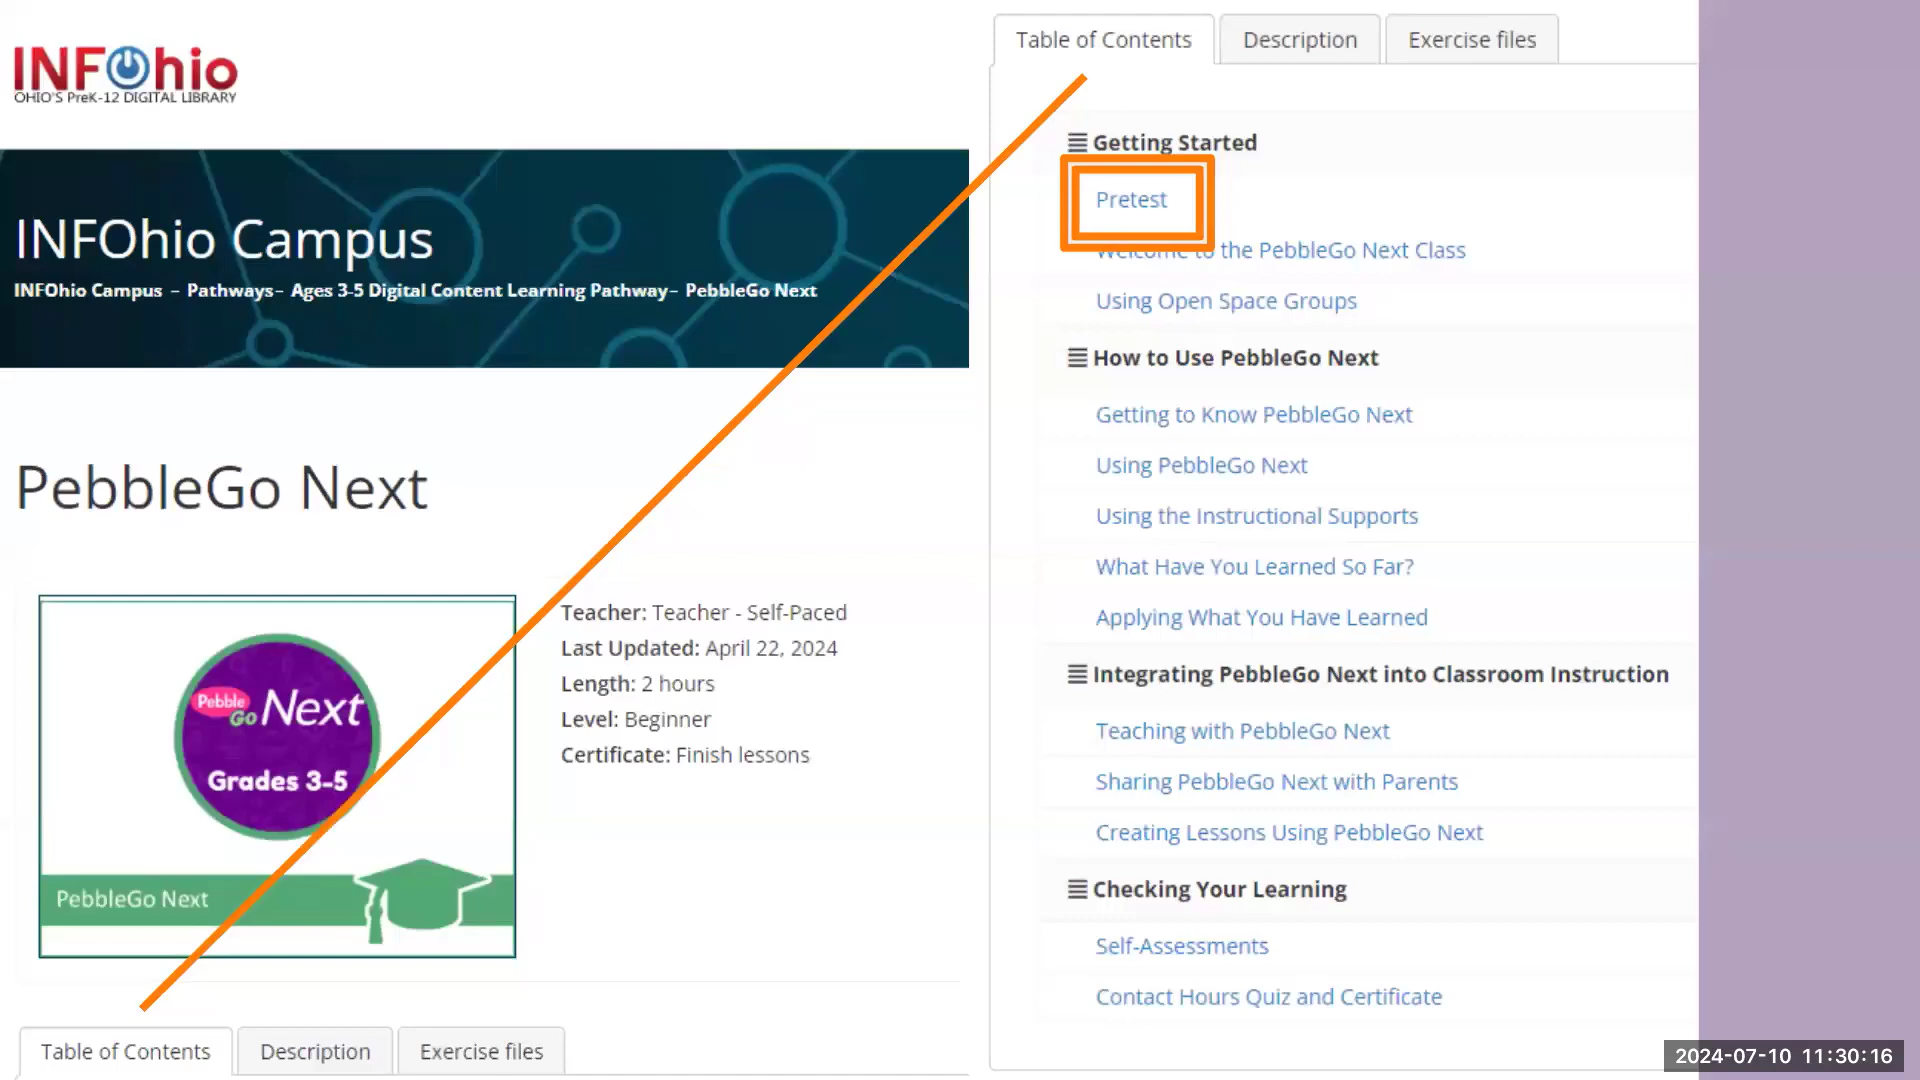 INFOhio
OHIO'S PreK-12 DIGITAL LIBRARY
INFOhio Campus
INFOhio Campus – Pathways– Ages 3-5 Digital Content Learning Pathway– PebbleGo Next
PebbleGo Next
Pebble Go Next
Grades 3-5
PebbleGo Next
Teacher: Teacher - Self-Paced
Last Updated: April 22, 2024
Length: 2 hours
Level: Beginner
Certificate: Finish lessons
Table of Contents
Description
Exercise files
Table of Contents
Description
Exercise files
Getting Started
Pretest
Welcome to the PebbleGo Next Class
Using Open Space Groups
How to Use PebbleGo Next
Getting to Know PebbleGo Next
Using PebbleGo Next
Using the Instructional Supports
What Have You Learned So Far?
Applying What You Have Learned
Integrating PebbleGo Next into Classroom Instruction
Teaching with PebbleGo Next
Sharing PebbleGo Next with Parents
Creating Lessons Using PebbleGo Next
Checking Your Learning
Self-Assessments
Contact Hours Quiz and Certificate
2024-07-10 11:30:16